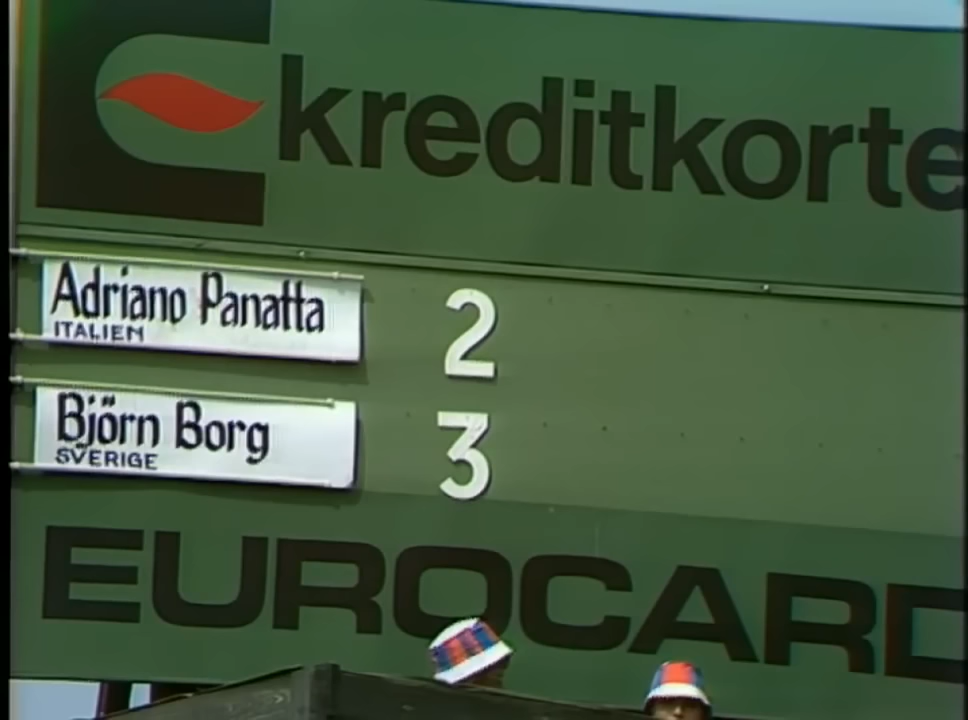 kreditkorte
Adriano Panatta
ITALIEN
2
Björn Borg
SVERIGE
3
EUROCARD